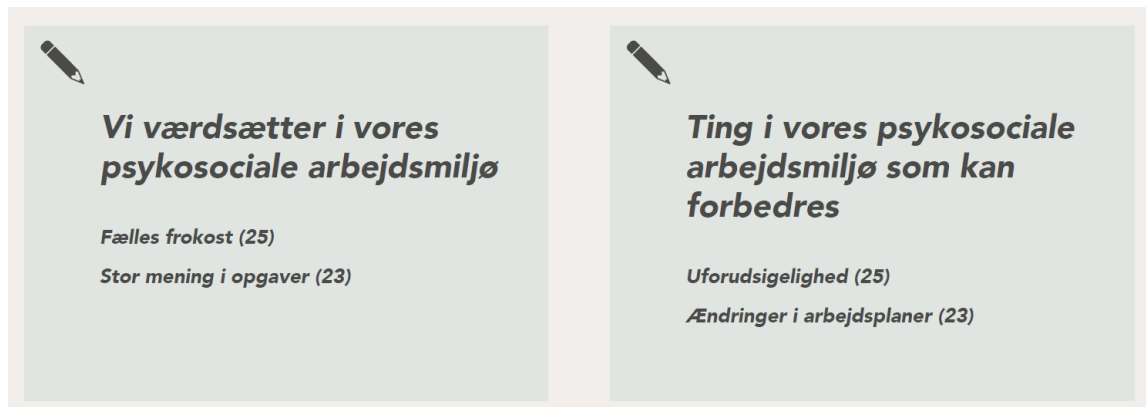 Vi værdsætter i vores
psykosociale arbejdsmiljø
Fælles frokost (25)
Stor mening i opgaver (23)
Ting i vores psykosociale
arbejdsmiljø som kan
forbedres
Uforudsigelighed (25)
Ændringer i arbejdsplaner (23)